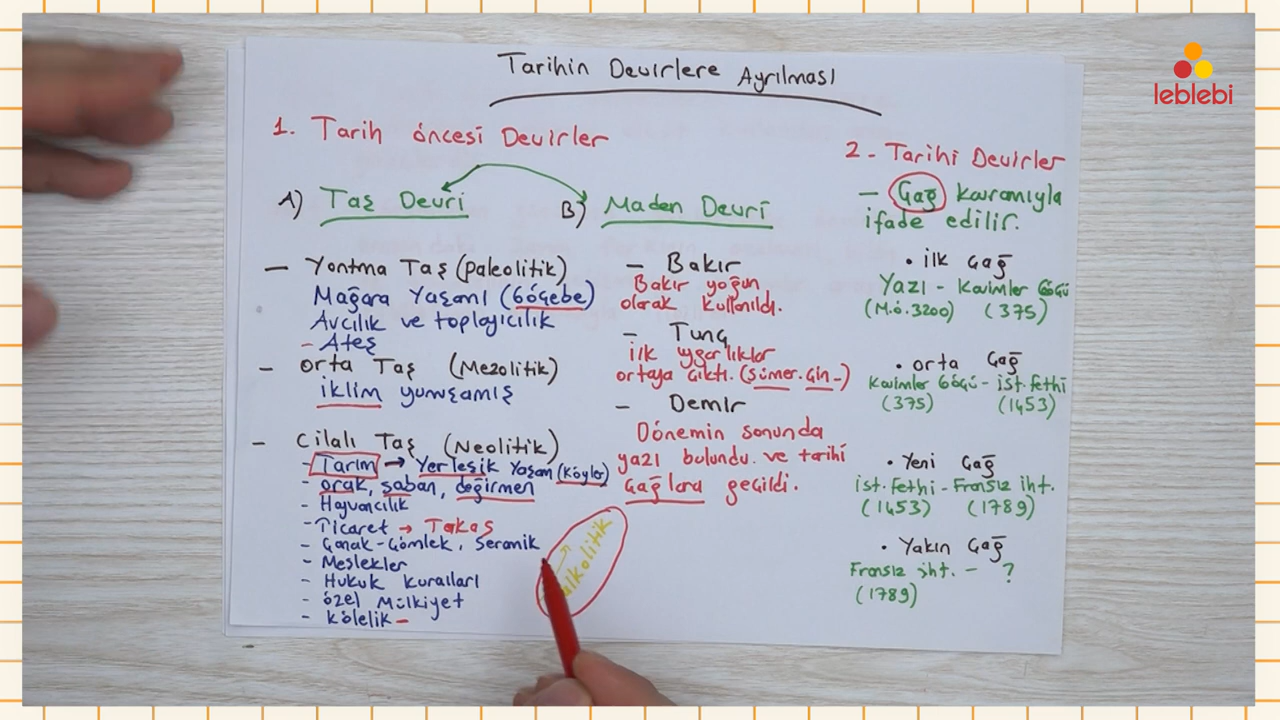 leblebi
Tarihin Devirlere Ayrılması
1. Tarih öncesi Devirler
A) Taş Devri
B) Maden Devri
— Yontma Taş (paleolitik)
Mağara Yaşamı (Göçebe)
Avcılık ve toplayıcılık
- Ateş
— orta Taş (Mezolitik)
iklim yumuşamış
— Cilalı Taş (Neolitik)
- Tarım → Yerleşik Yaşam (Köyler)
- orak, saban, değirmen
- Hayvancılık
- Ticaret → Takas
- Çanak-Çömlek, Seramik
- Meslekler
- Hukuk kuralları
- özel Mülkiyet
- kölelik -
— Bakır
Bakır yoğun
olarak kullanıldı.
— Tunç
ilk uygarlıklar
ortaya çıktı. (Sümer. Çin-)
— Demir
Dönemin sonunda
yazı bulundu. ve tarihi
çağlara geçildi.
2- Tarihi Devirler
— Çağ kavramıyla
ifade edilir.
• ilk Çağ
Yazı - kavimler Göçü
(M.ö.3200) (375)
• orta Çağ
kavimler Göçü - ist. fethi
(375) (1453)
• Yeni Çağ
ist. fethi - Fransız iht.
(1453) (1789)
• Yakın Çağ
Fransız iht. - ?
(1789)